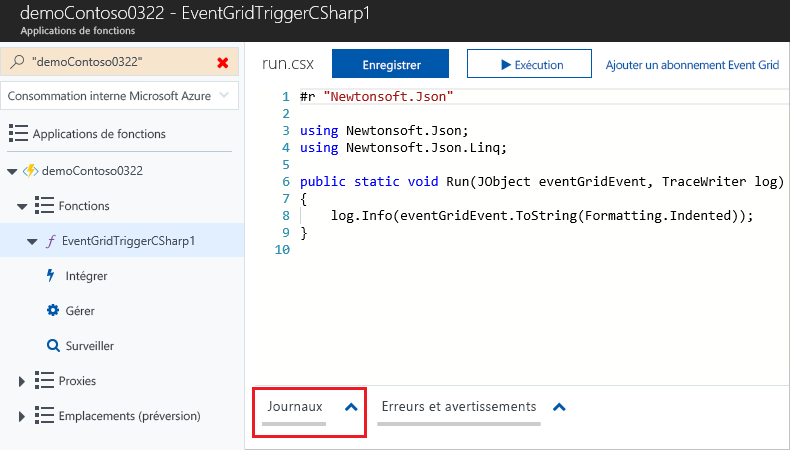 demoContoso0322 - EventGridTriggerCSharp1
Applications de fonctions
"demoContoso0322"
Consommation interne Microsoft Azure
Applications de fonctions
demoContoso0322
Fonctions
f EventGridTriggerCSharp1
Intégrer
Gérer
Surveiller
Proxies
Emplacements (préversion)
run.csx Enregistrer Exécution Ajouter un abonnement Event Grid
1 #r "Newtonsoft.Json"
2
3 using Newtonsoft.Json;
4 using Newtonsoft.Json.Linq;
5
6 public static void Run(JObject eventGridEvent, TraceWriter log)
7 {
8     log.Info(eventGridEvent.ToString(Formatting.Indented));
9 }
10
Journaux Erreurs et avertissements